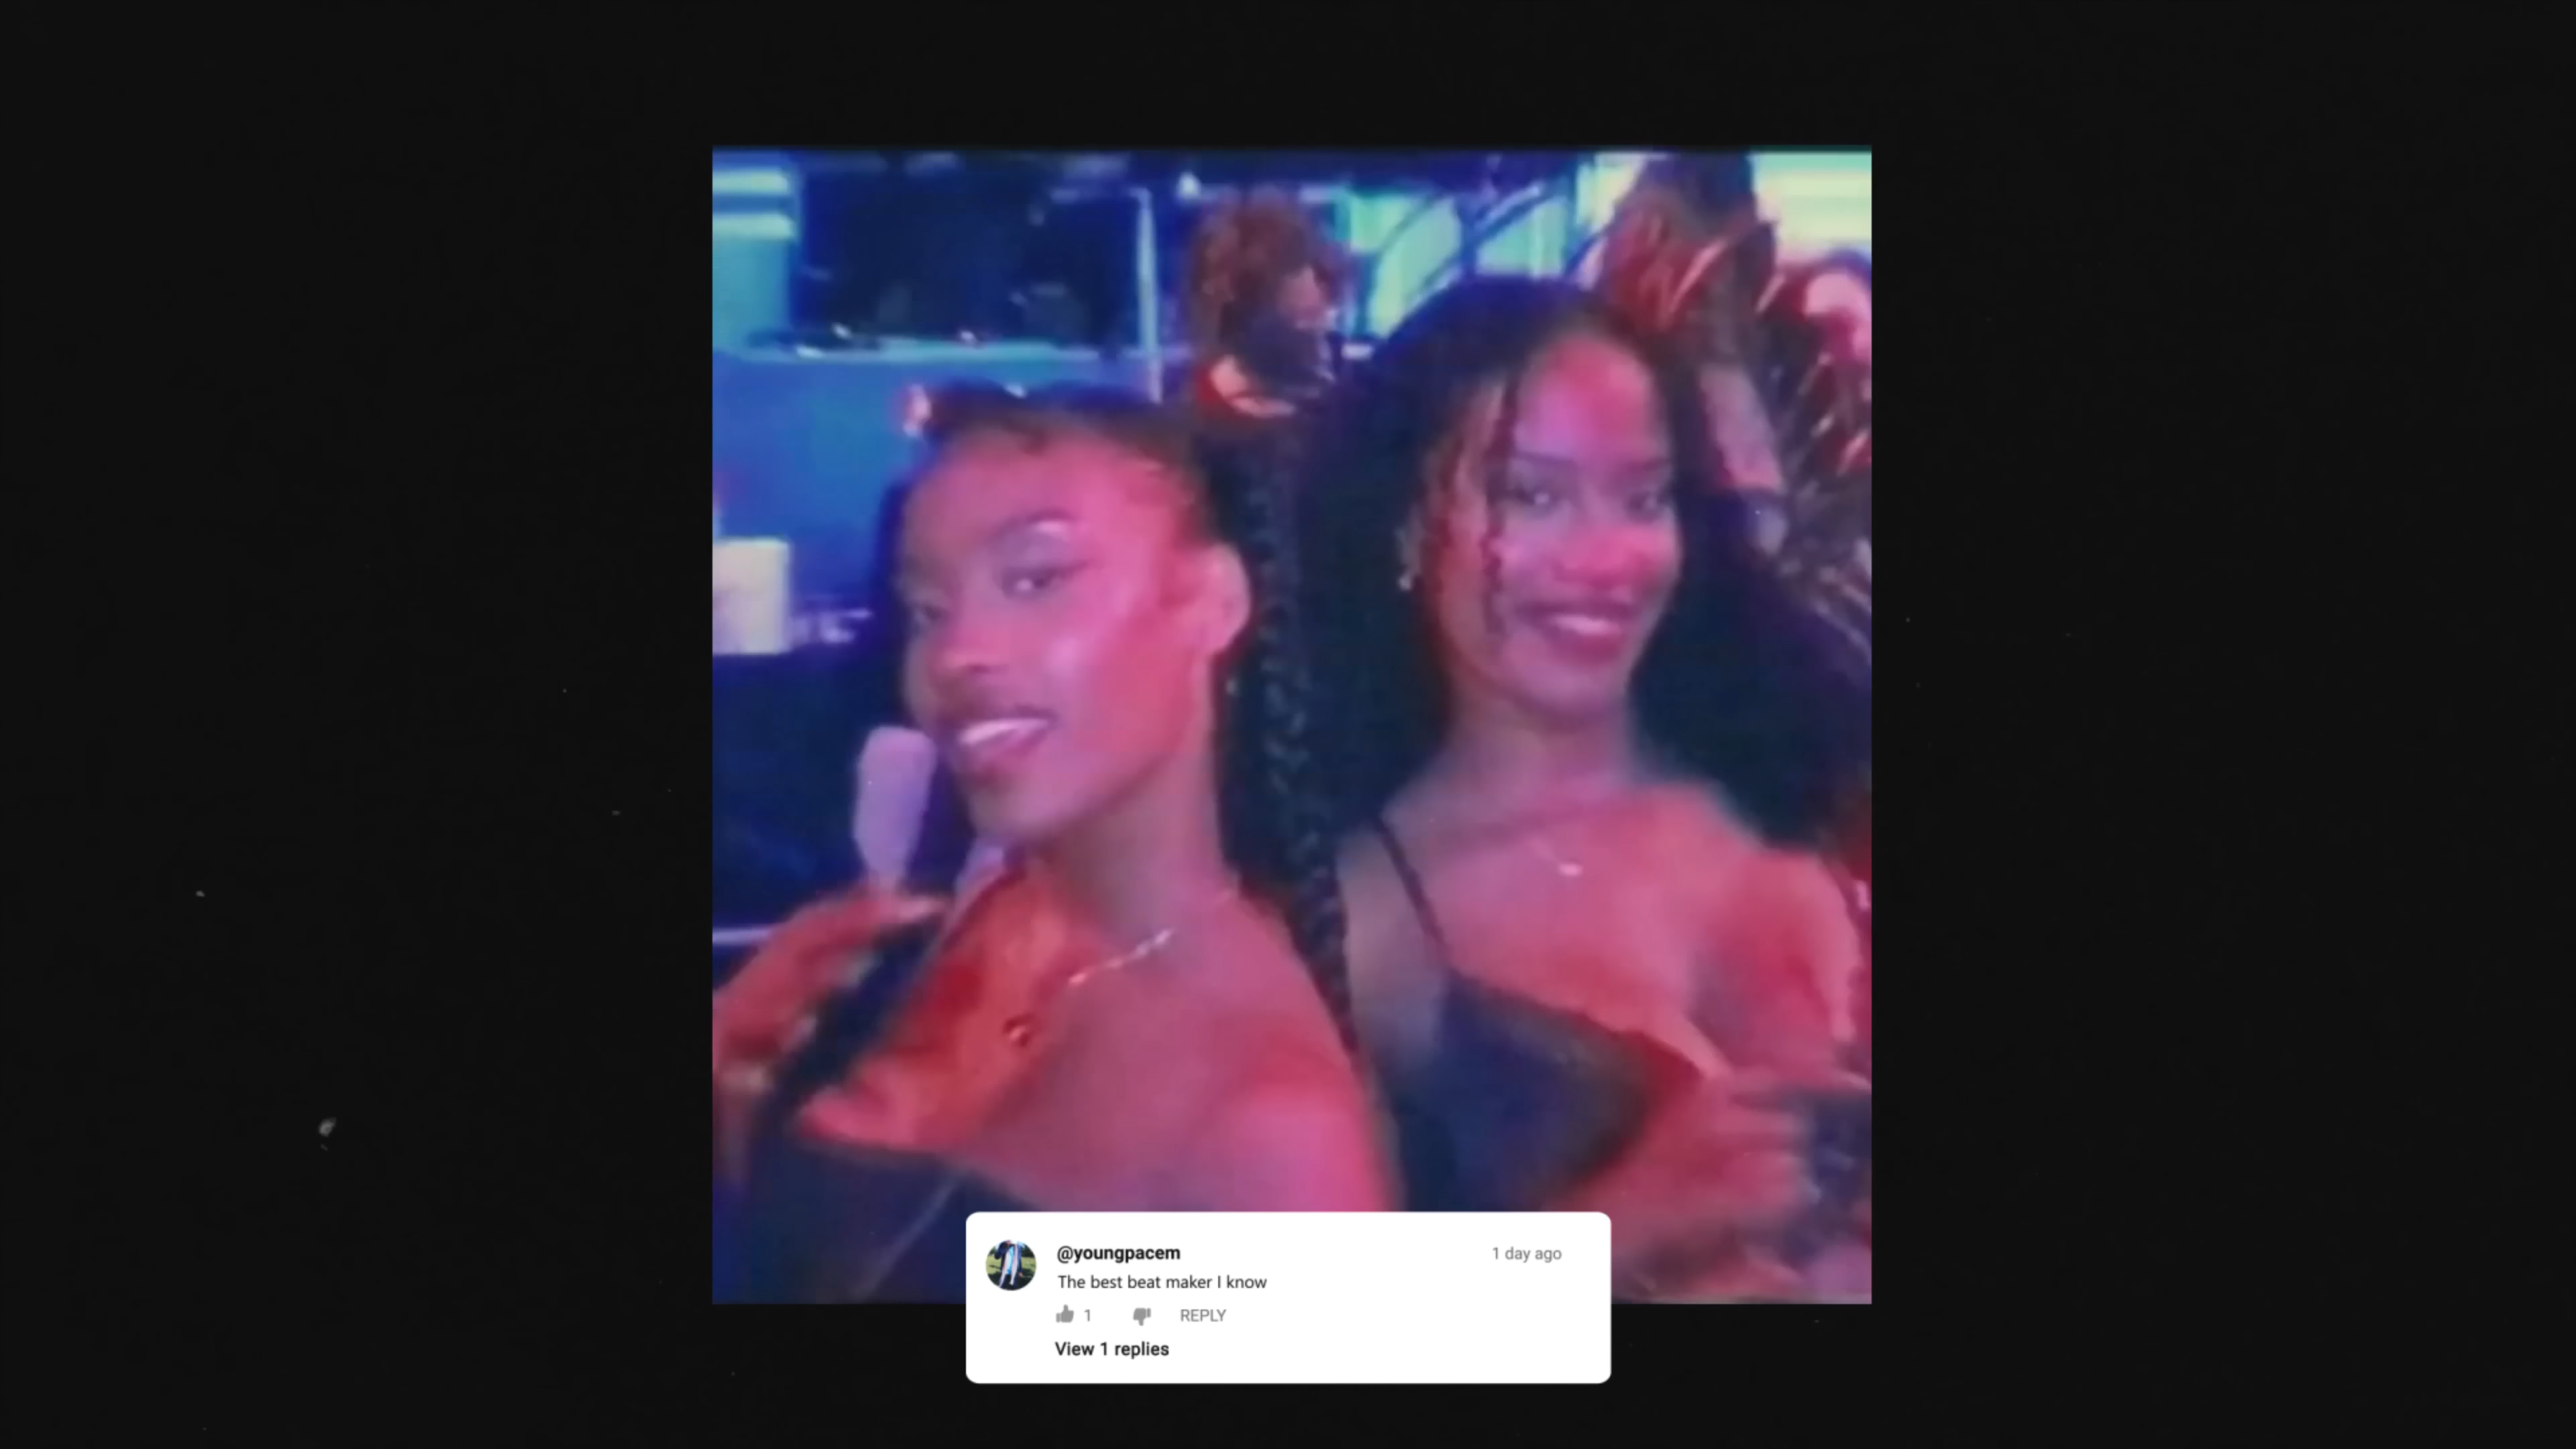 @youngpacem
1 day ago
The best beat maker I know
1
REPLY
View 1 replies